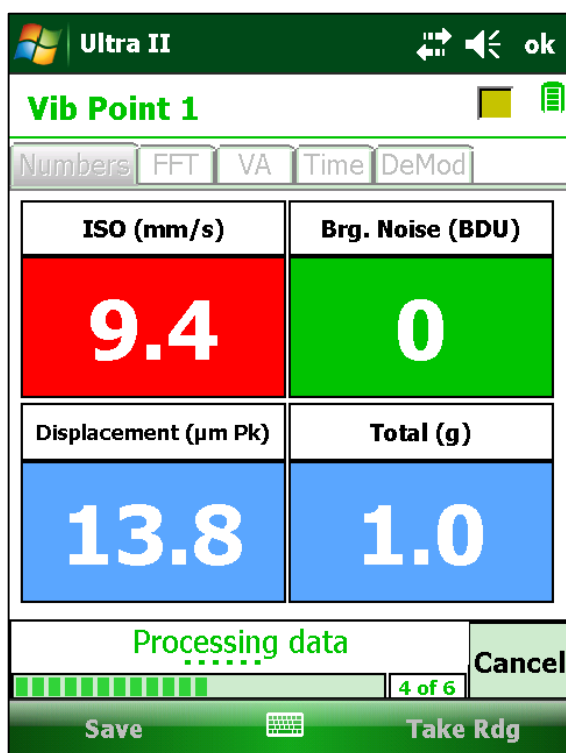 Ultra II ok
Vib Point 1
Numbers FFT VA Time DeMod
ISO (mm/s) Brg. Noise (BDU)
9.4 0
Displacement (µm Pk) Total (g)
13.8 1.0
Processing data
Cancel
4 of 6
Save Take Rdg